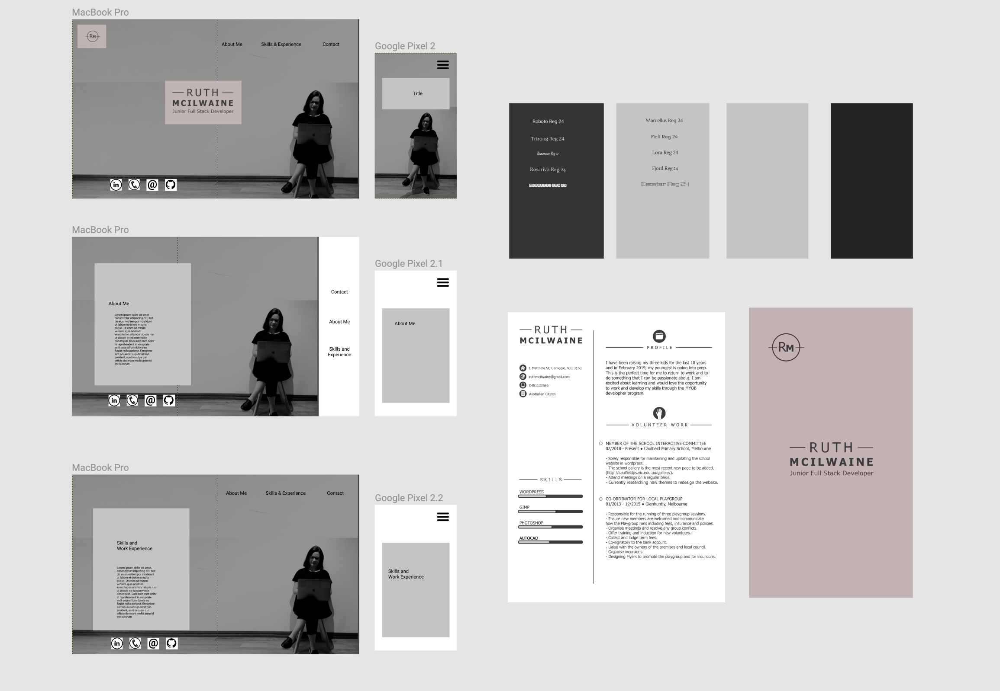 MacBook Pro
RM
About Me
Skills & Experience
Contact
RUTH
MCILWAINE
Junior Full Stack Developer
in
@
Google Pixel 2
Title
MacBook Pro
About Me
Lorem ipsum dolor sit amet,
consectetur adipiscing elit, sed
do eiusmod tempor incididunt
ut labore et dolore magna
aliqua. Ut enim ad minim
veniam, quis nostrud
exercitation ullamco laboris nisi
ut aliquip ex ea commodo
consequat. Duis aute irure dolor
in reprehenderit in voluptate
velit esse cillum dolore eu
fugiat nulla pariatur. Excepteur
sint occaecat cupidatat non
proident, sunt in culpa qui
officia deserunt mollit anim id
est laborum
Contact
About Me
Skills and
Experience
in
@
Google Pixel 2.1
About Me
MacBook Pro
About Me
Skills & Experience
Contact
Skills and
Work Experience
Lorem ipsum dolor sit amet,
consectetur adipiscing elit, sed
do eiusmod tempor incididunt
ut labore et dolore magna
aliqua. Ut enim ad minim
veniam, quis nostrud
exercitation ullamco laboris nisi
ut aliquip ex ea commodo
consequat. Duis aute irure dolor
in reprehenderit in voluptate
velit esse cillum dolore eu
fugiat nulla pariatur. Excepteur
sint occaecat cupidatat non
proident, sunt in culpa qui
officia deserunt mollit anim id
est laborum
in
@
Google Pixel 2.2
Skills and
Work Experience
Roboto Reg 24
Trirong Reg 24
Romanesco Reg 24
Rosarivo Reg 24
REG 24
Marcellus Reg 24
Mali Reg 24
Lora Reg 24
Fjord Reg 24
Geostar Reg 24
RUTH
MCILWAINE
1 Matthew St, Carnegie, VIC 3163
@ ruthmcilwaine@gmail.com
0451133686
Australian Citizen
SKILLS
WORDPRESS
GIMP
PHOTOSHOP
AUTOCAD
PROFILE
I have been raising my three kids for the last 10 years
and in February 2019, my youngest is going into prep.
This is the perfect time for me to return to work and to
do something that I can be passionate about. I am
excited about learning and would love the opportunity
to work and develop my skills through the MYOB
developher program.
VOLUNTEER WORK
MEMBER OF THE SCHOOL INTERACTIVE COMMITTEE
02/2018 - Present ● Caulfield Primary School, Melbourne
- Solely responsible for maintaining and updating the school
website in wordpress.
- The school gallery is the most recent new page to be added,
(http://caulfieldps.vic.edu.au/gallery/).
- Attend meetings on a regular basis.
- Currently researching new themes to redesign the website.
CO-ORDINATOR FOR LOCAL PLAYGROUP
01/2013 - 12/2015 ● Glenhuntly, Melbourne
- Responsible for the running of three playgroup sessions.
- Ensure new members are welcomed and communicate
how the Playgroup runs including fees, insurance and policies.
- Organise meetings and resolve any group conflicts.
- Offer training and induction for new volunteers.
- Collect and lodge term fees.
- Co-signatory to the bank account.
- Liaise with the owners of the premises and local council.
- Organise incursions.
- Designing Flyers to promote the playgroup and for incursions.
RM
RUTH
MCILWAINE
Junior Full Stack Developer